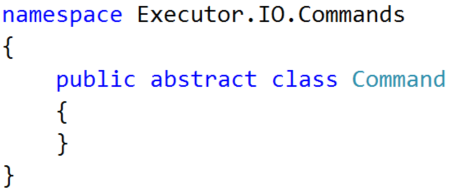 namespace Executor.IO.Commands
{
    public abstract class Command
    {
    }
}